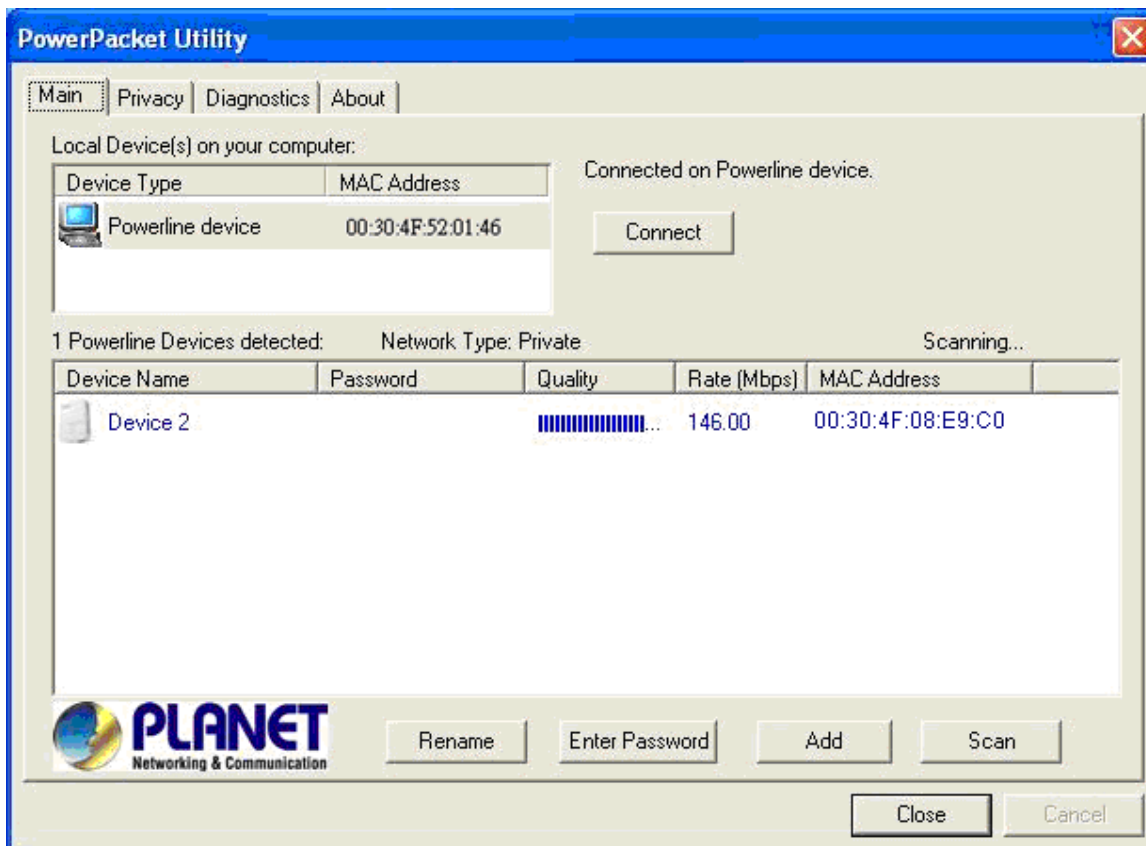 PowerPacket Utility
Main Privacy Diagnostics About
Local Device(s) on your computer:
Device Type MAC Address
Powerline device 00:30:4F:52:01:46
Connected on Powerline device.
Connect
1 Powerline Devices detected: Network Type: Private Scanning...
Device Name Password Quality Rate (Mbps) MAC Address
Device 2 ... 146.00 00:30:4F:08:E9:C0
PLANET
Networking & Communication
Rename Enter Password Add Scan
Close Cancel